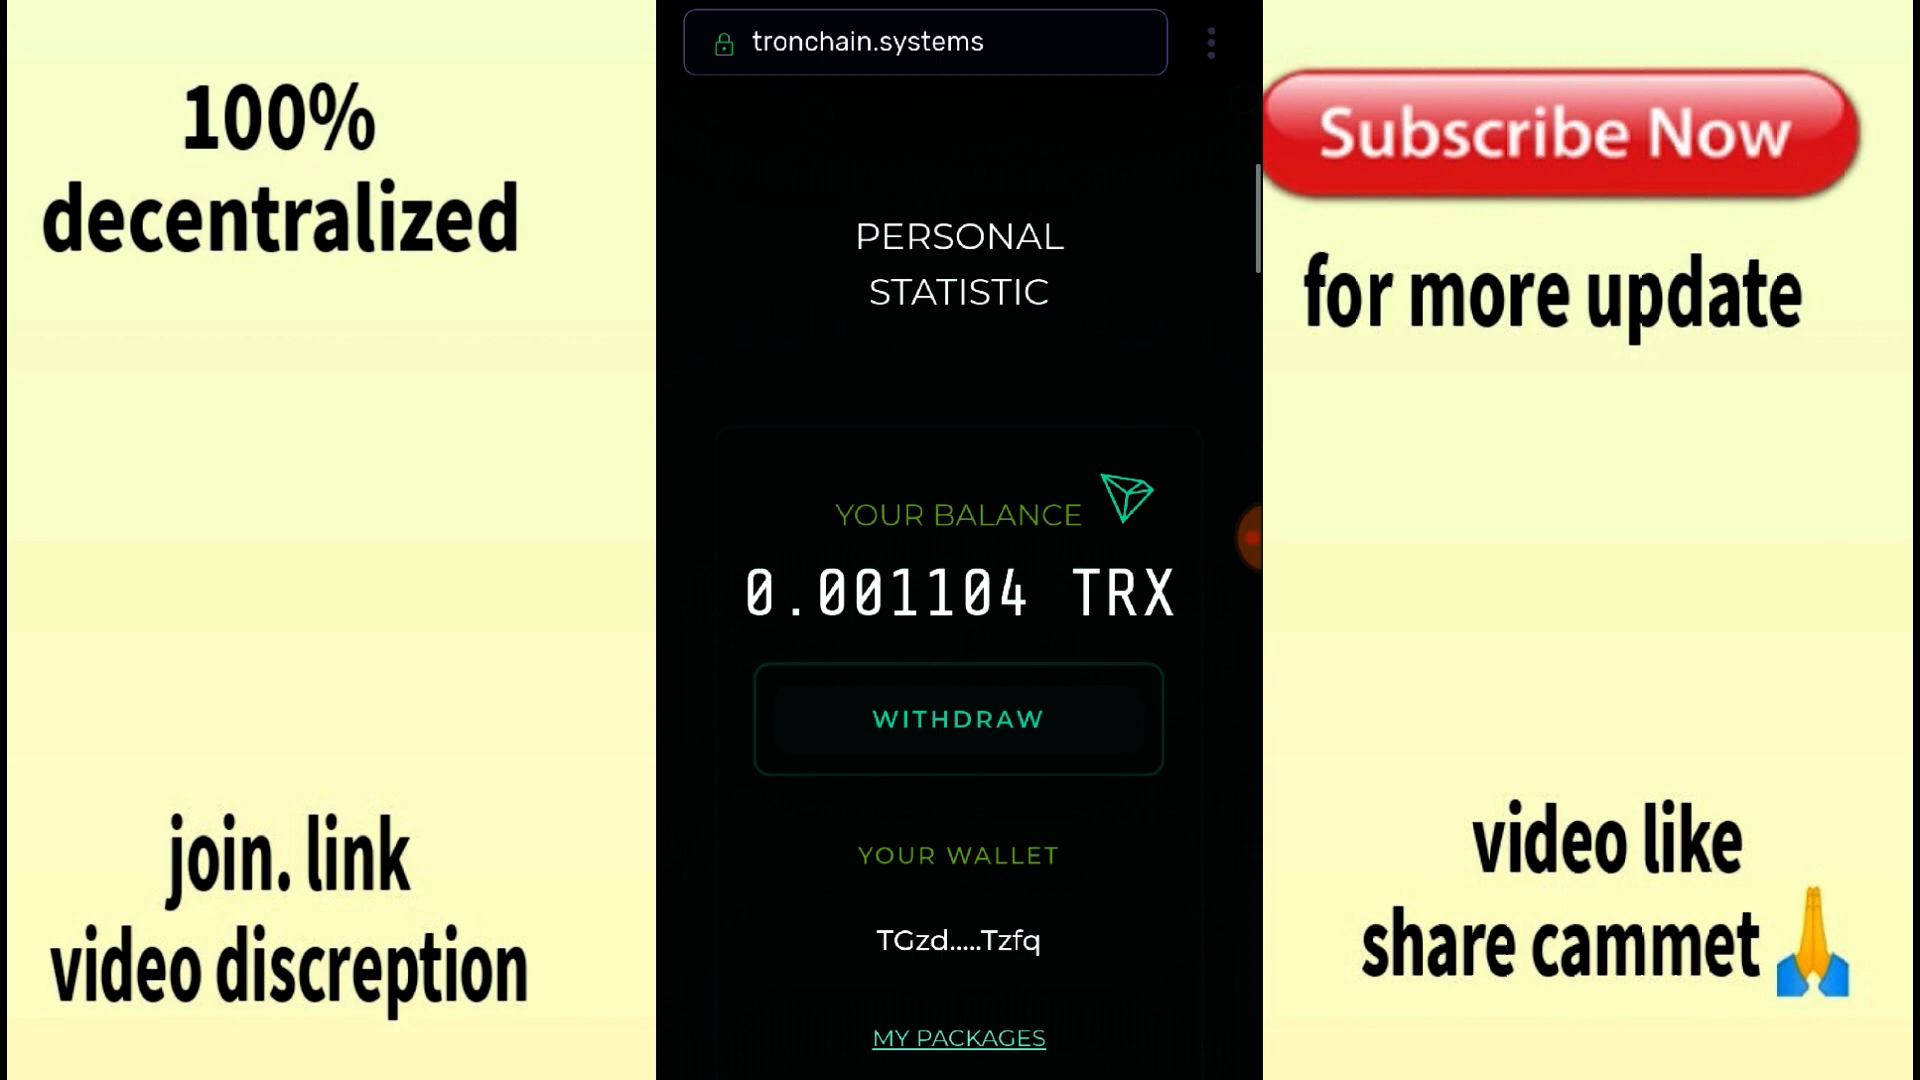 100%
decentralized
join. link
video discreption
tronchain.systems
PERSONAL
STATISTIC
YOUR BALANCE
0.001104 TRX
WITHDRAW
YOUR WALLET
TGzd.....Tzfq
MY PACKAGES
Subscribe Now
for more update
video like
share cammet